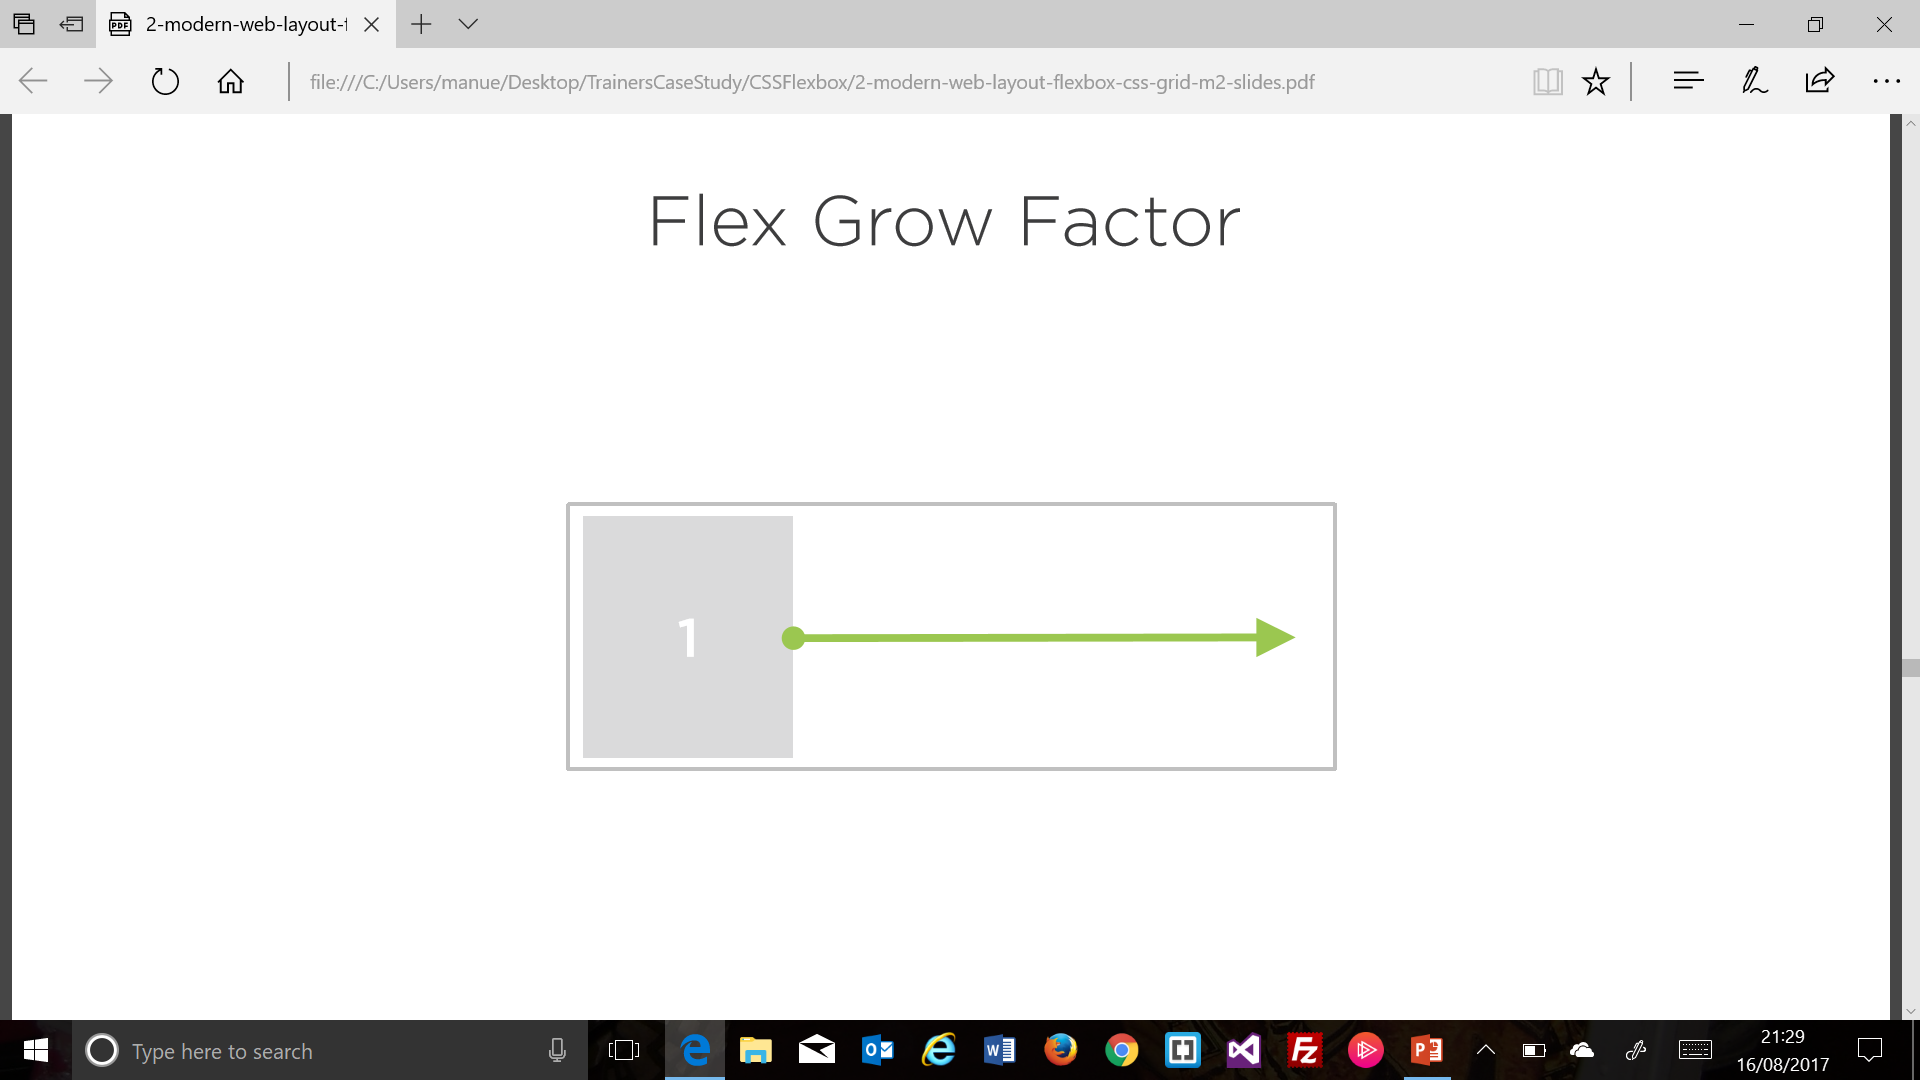 2-modern-web-layout-f
file:///C:/Users/manue/Desktop/TrainersCaseStudy/CSSFlexbox/2-modern-web-layout-flexbox-css-grid-m2-slides.pdf
Flex Grow Factor
1
Type here to search
21:29
16/08/2017